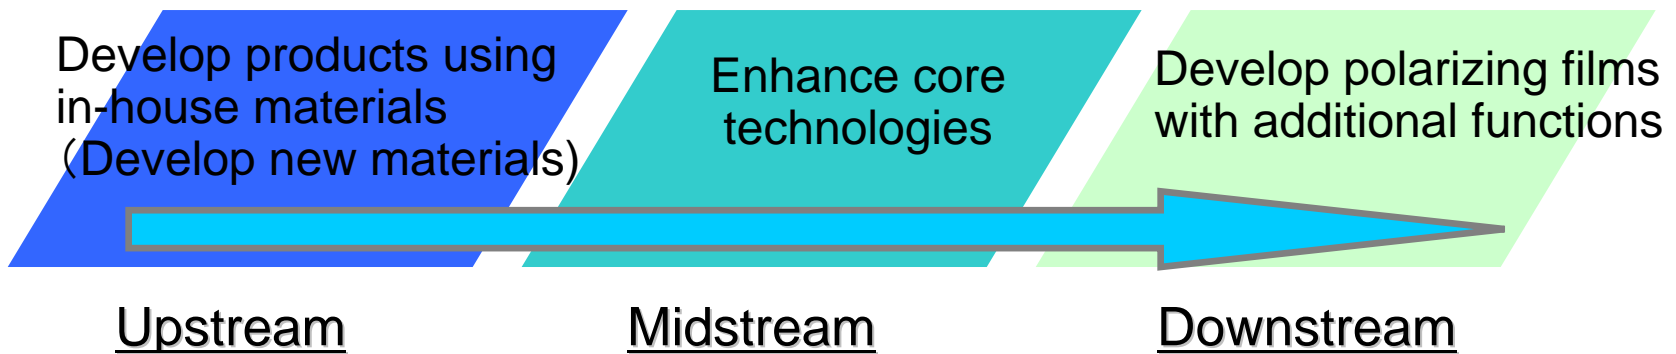 Develop products using
in-house materials
（Develop new materials)
Enhance core
technologies
Develop polarizing films
with additional functions
Upstream
Midstream
Downstream